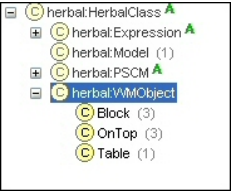 C herbal:HerbalClass A
C herbal:Expression A
C herbal:Model (1)
C herbal:PSCM A
C herbal:WMObject
C Block (3)
C OnTop (3)
C Table (1)